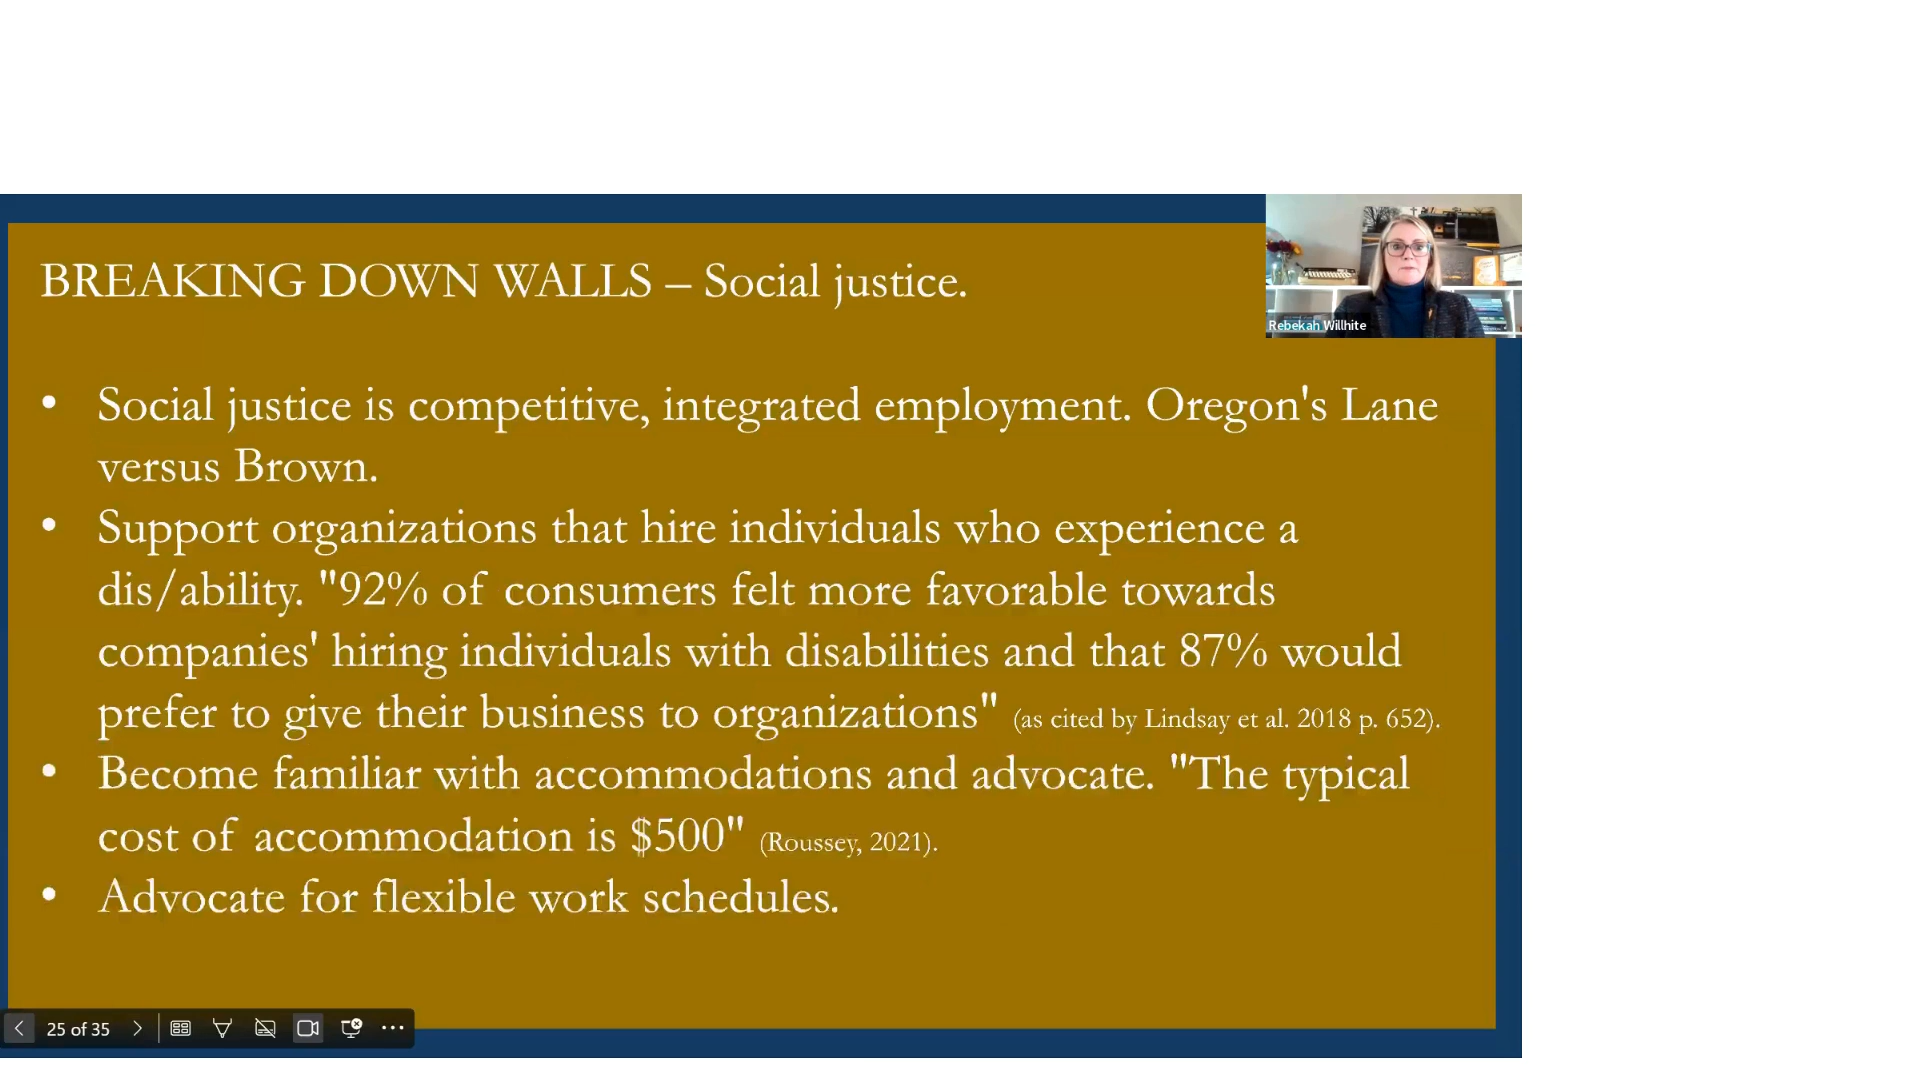 BREAKING DOWN WALLS – Social justice.
Rebekah Willhite
• Social justice is competitive, integrated employment. Oregon's Lane
versus Brown.
• Support organizations that hire individuals who experience a
dis/ability. "92% of consumers felt more favorable towards
companies' hiring individuals with disabilities and that 87% would
prefer to give their business to organizations" (as cited by Lindsay et al. 2018 p. 652).
• Become familiar with accommodations and advocate. "The typical
cost of accommodation is $500" (Roussey, 2021).
• Advocate for flexible work schedules.
25 of 35